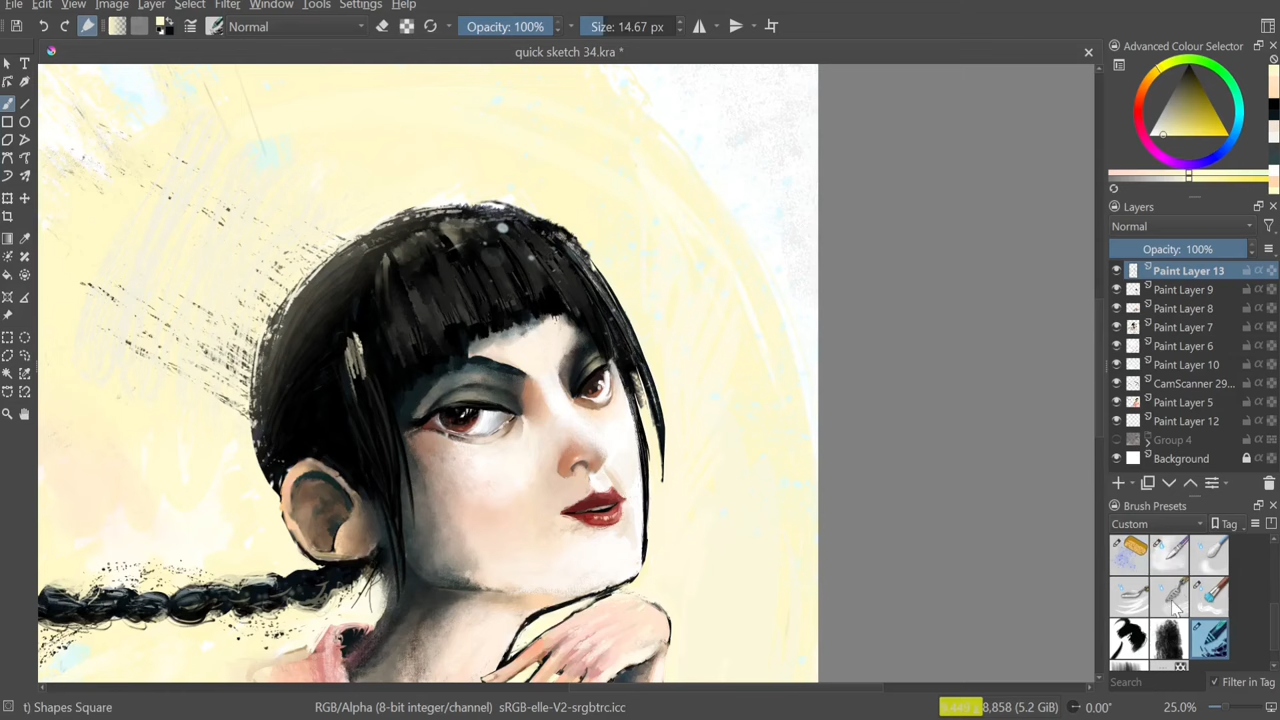 File Edit View Image Layer Select Filter Window Tools Settings Help
Normal Opacity: 100% Size: 14.67 px
quick sketch 34.kra *
Advanced Colour Selector
Layers
Normal
Opacity: 100%
Paint Layer 13
Paint Layer 9
Paint Layer 8
Paint Layer 7
Paint Layer 6
Paint Layer 10
CamScanner 29...
Paint Layer 5
Paint Layer 12
Group 4
Background
Brush Presets
Custom Tag
Search Filter in Tag
t) Shapes Square RGB/Alpha (8-bit integer/channel) sRGB-elle-V2-srgbtrc.icc 8,858 (5.2 GiB) 0.00° 25.0%